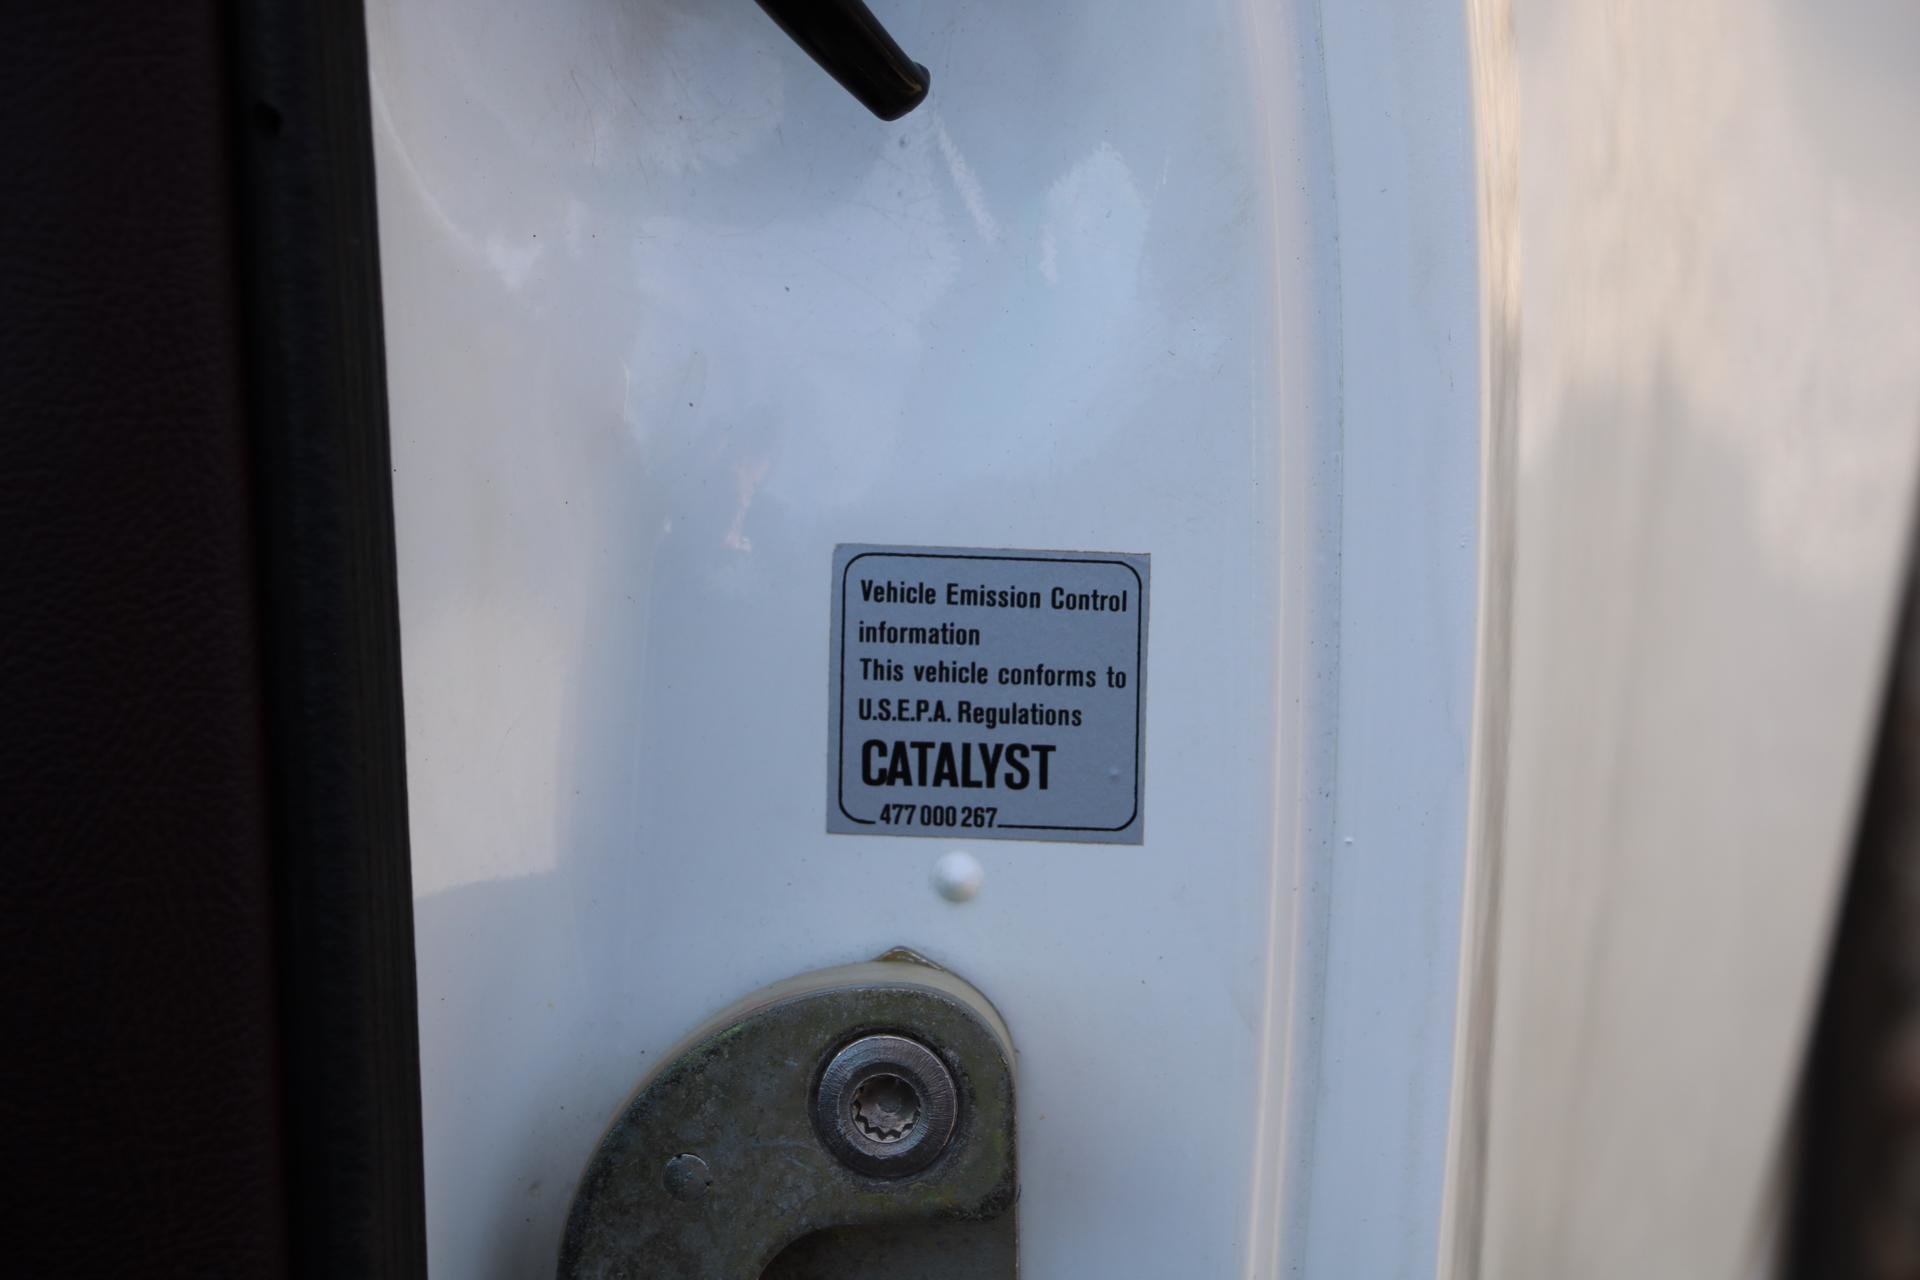 Vehicle Emission Control
information
This vehicle conforms to
U.S.E.P.A. Regulations
CATALYST
477 000 267